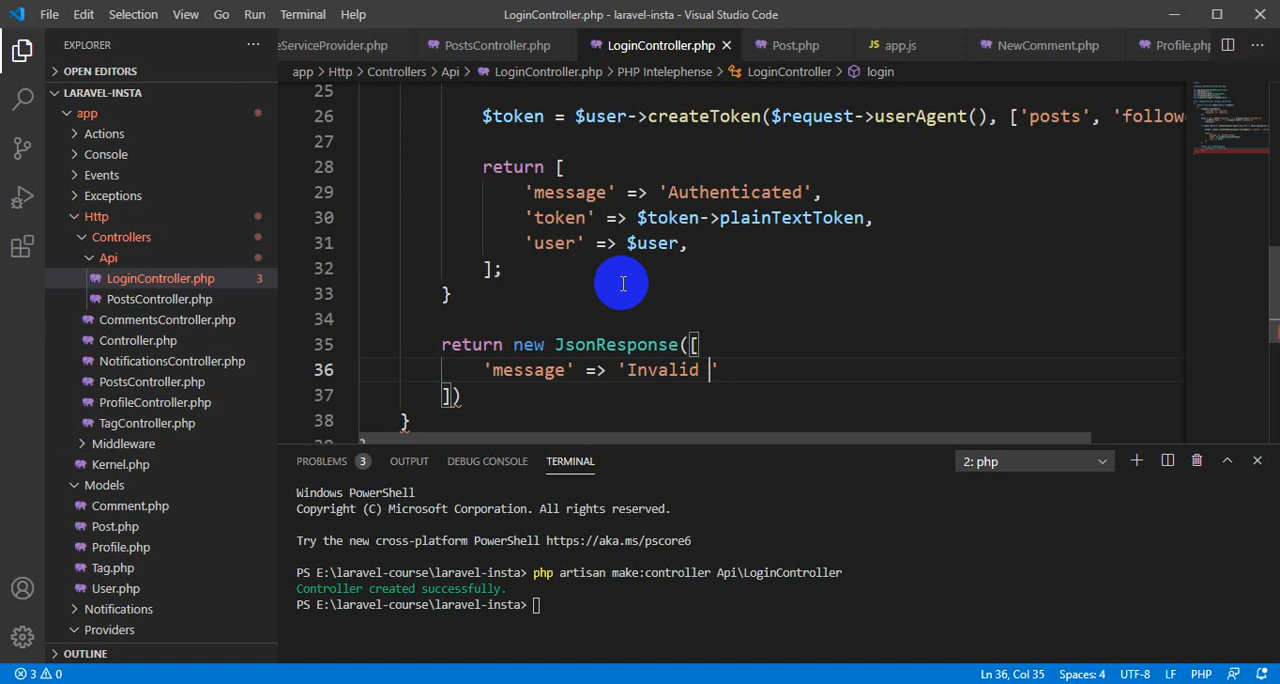 File Edit Selection View Go Run Terminal Help LoginController.php - laravel-insta - Visual Studio Code
EXPLORER
eServiceProvider.php PostsController.php LoginController.php Post.php JS app.js NewComment.php Profile.php
OPEN EDITORS
app > Http > Controllers > Api > LoginController.php > PHP Intelephense > LoginController > login
LARAVEL-INSTA
app
Actions
Console
Events
Exceptions
Http
Controllers
Api
LoginController.php 3
PostsController.php
CommentsController.php
Controller.php
NotificationsController.php
PostsController.php
ProfileController.php
TagController.php
Middleware
Kernel.php
Models
Comment.php
Post.php
Profile.php
Tag.php
User.php
Notifications
Providers
OUTLINE
25
26 $token = $user->createToken($request->userAgent(), ['posts', 'follow
27
28 return [
29 'message' => 'Authenticated',
30 'token' => $token->plainTextToken,
31 'user' => $user,
32 ];
33 }
34
35 return new JsonResponse([
36 'message' => 'Invalid '
37 ])
38 }
39 }
PROBLEMS 3 OUTPUT DEBUG CONSOLE TERMINAL 2: php
Windows PowerShell
Copyright (C) Microsoft Corporation. All rights reserved.
Try the new cross-platform PowerShell https://aka.ms/pscore6
PS E:\laravel-course\laravel-insta> php artisan make:controller Api\LoginController
Controller created successfully.
PS E:\laravel-course\laravel-insta>
3 0 Ln 36, Col 35 Spaces: 4 UTF-8 LF PHP